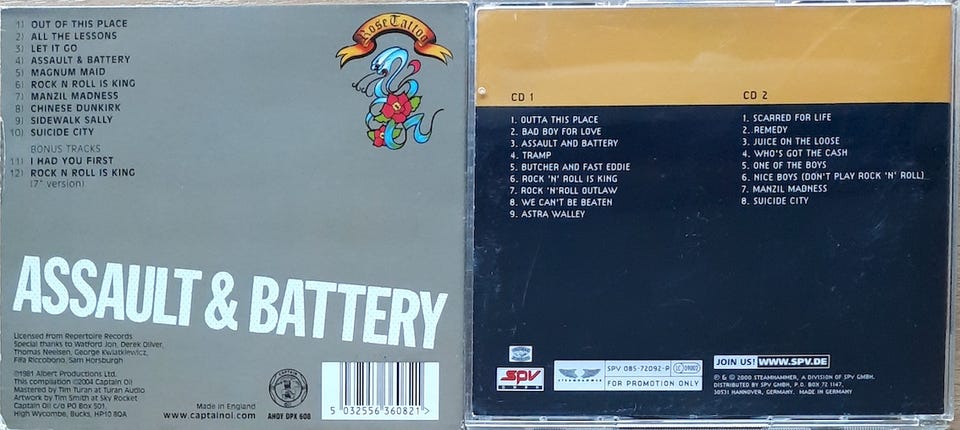 1) OUT OF THIS PLACE
2) ALL THE LESSONS
3) LET IT GO
4) ASSAULT & BATTERY
5) MAGNUM MAID
6) ROCK N ROLL IS KING
7) MANZIL MADNESS
8) CHINESE DUNKIRK
9) SIDEWALK SALLY
10) SUICIDE CITY
BONUS TRACKS
11) I HAD YOU FIRST
12) ROCK N ROLL IS KING
(7" version)
Rose Tattoo
ASSAULT & BATTERY
Licensed from Repertoire Records
Special thanks to Watford Jon, Derek Oliver,
Thomas Neelsen, George Kwiatkiewicz,
Fifa Riccobono, Sam Horsburgh
©1981 Albert Productions Ltd.
This compilation ©2004 Captain Oi!
Mastered by Tim Turan at Turan Audio
Artwork by Tim Smith at Sky Rocket
Captain Oi! c/o PO Box 501,
High Wycombe, Bucks, HP10 8QA
AHOY DPX 608
Made in England
www.captainoi.com
5 032556 360821 >
CD 1
1. OUTTA THIS PLACE
2. BAD BOY FOR LOVE
3. ASSAULT AND BATTERY
4. TRAMP
5. BUTCHER AND FAST EDDIE
6. ROCK 'N' ROLL IS KING
7. ROCK 'N'ROLL OUTLAW
8. WE CAN'T BE BEATEN
9. ASTRA WALLEY
CD 2
1. SCARRED FOR LIFE
2. REMEDY
3. JUICE ON THE LOOSE
4. WHO'S GOT THE CASH
5. ONE OF THE BOYS
6. NICE BOYS (DON'T PLAY ROCK 'N' ROLL)
7. MANZIL MADNESS
8. SUICIDE CITY
spv
STEAMHAMMER
SPV 085-72092-P
LC 09002
FOR PROMOTION ONLY
JOIN US! WWW.SPV.DE
℗ & © 2000 STEAMHAMMER, A DIVISION OF SPV GMBH.
DISTRIBUTED BY SPV GMBH, P.O. BOX 72 1147,
30531 HANNOVER, GERMANY. MADE IN GERMANY